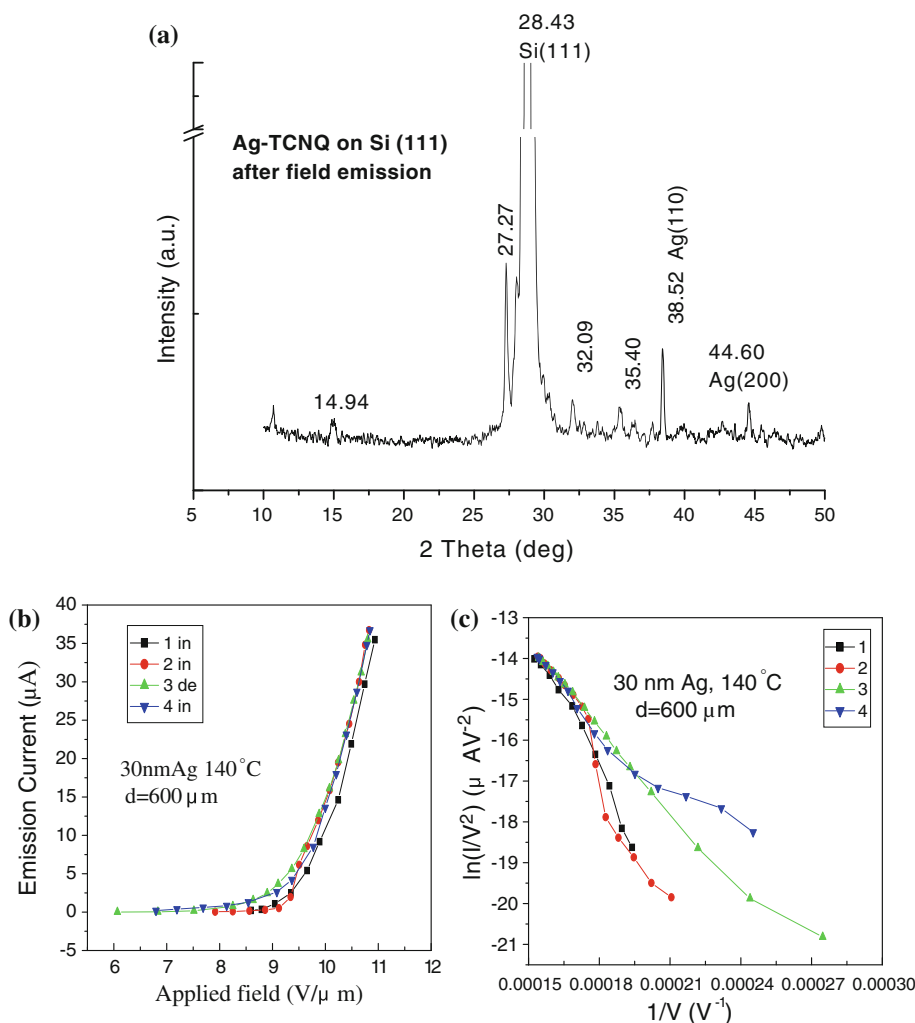 (a)
28.43
Si(111)
Ag-TCNQ on Si (111)
after field emission
Intensity (a.u.)
14.94
27.27
32.09
35.40
38.52 Ag(110)
44.60
Ag(200)
5 10 15 20 25 30 35 40 45 50
2 Theta (deg)
(b)
40
35
30
25
20
15
10
5
0
-5
Emission Current (μA)
1 in
2 in
3 de
4 in
30nmAg 140°C
d=600μm
6 7 8 9 10 11 12
Applied field (V/μ m)
(c)
-13
-14
-15
-16
-17
-18
-19
-20
-21
ln(I/V²) (μ AV⁻²)
30 nm Ag, 140°C
d=600 μm
1
2
3
4
0.00015 0.00018 0.00021 0.00024 0.00027 0.00030
1/V (V⁻¹)